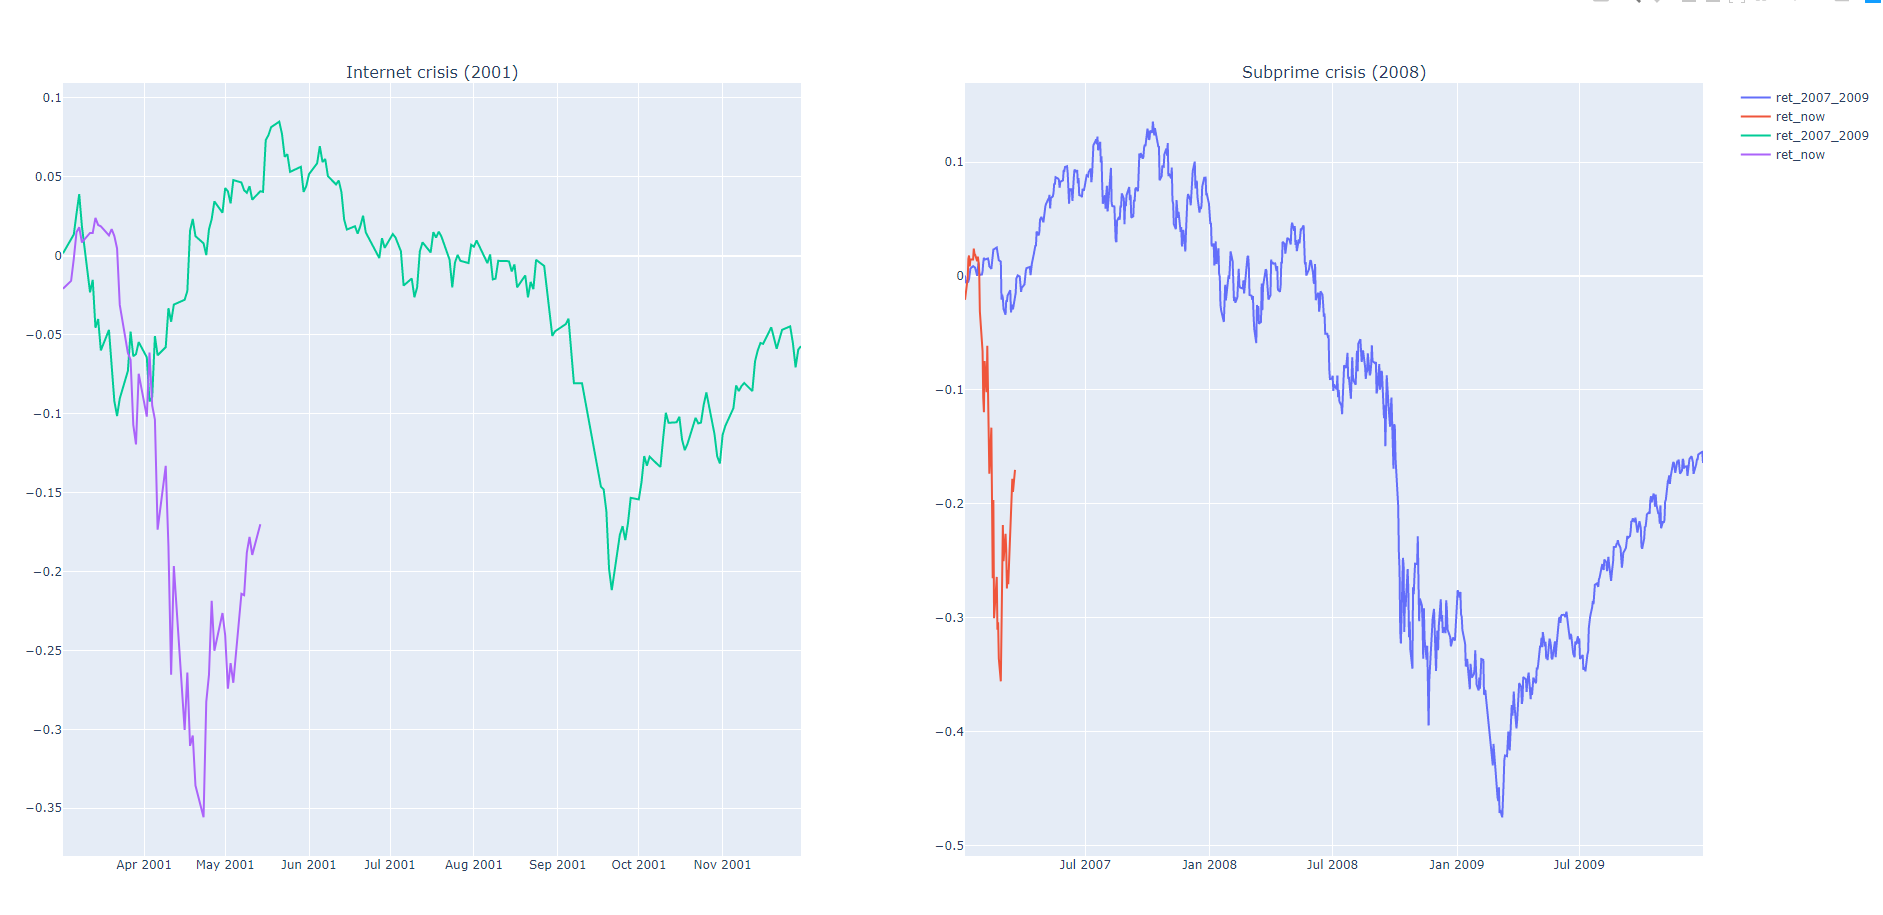 Internet crisis (2001)
0.1
0.05
0
−0.05
−0.1
−0.15
−0.2
−0.25
−0.3
−0.35
Apr 2001 May 2001 Jun 2001 Jul 2001 Aug 2001 Sep 2001 Oct 2001 Nov 2001
Subprime crisis (2008)
0.1
0
−0.1
−0.2
−0.3
−0.4
−0.5
Jul 2007 Jan 2008 Jul 2008 Jan 2009 Jul 2009
ret_2007_2009
ret_now
ret_2007_2009
ret_now